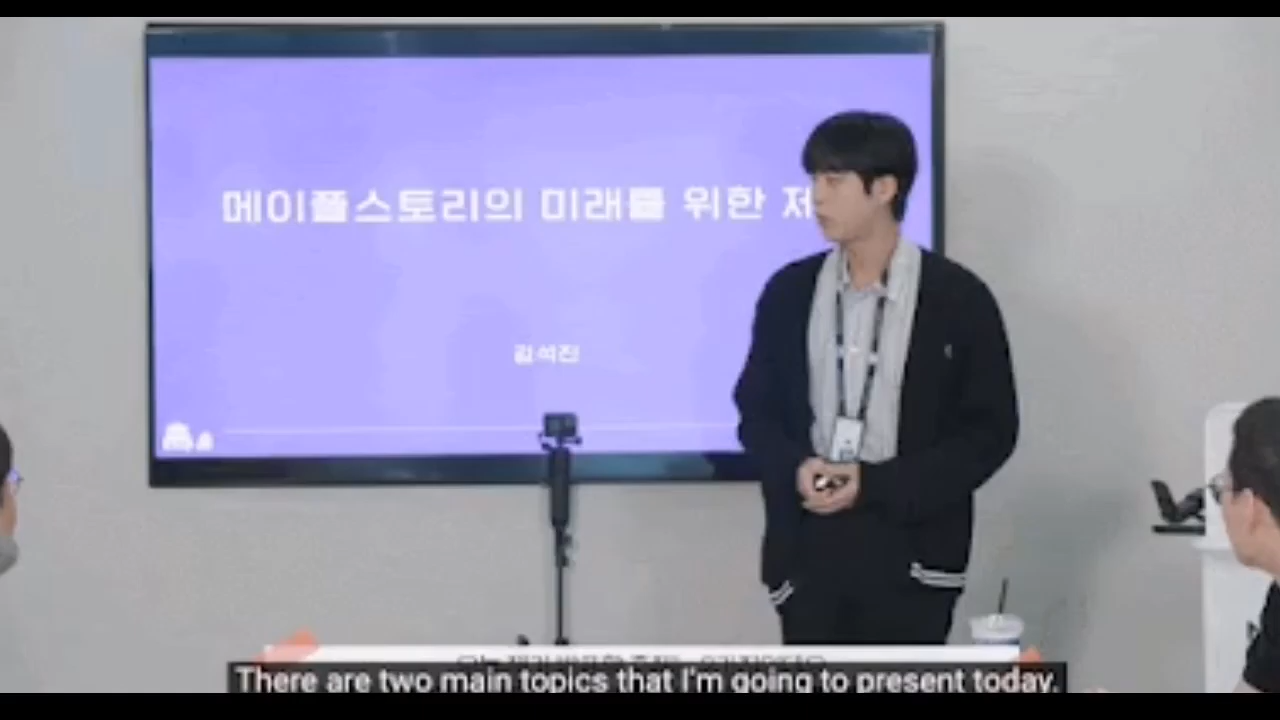 메이플스토리의 미래를 위한 제
김석진
There are two main topics that I'm going to present today.